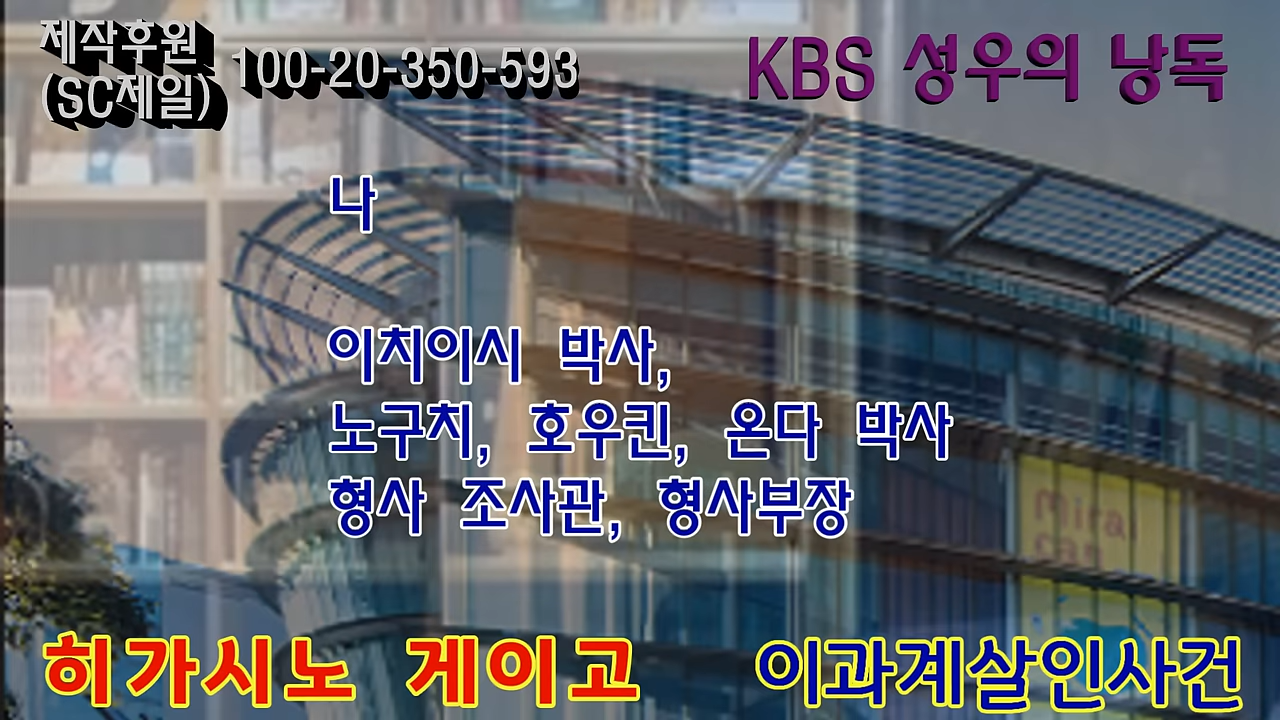 제작후원
(SC제일)
100-20-350-593
KBS 성우의 낭독
나
이치이시 박사,
노구치, 호우킨, 온다 박사
형사 조사관, 형사부장
mirai
can
히가시노 게이고
이과계살인사건